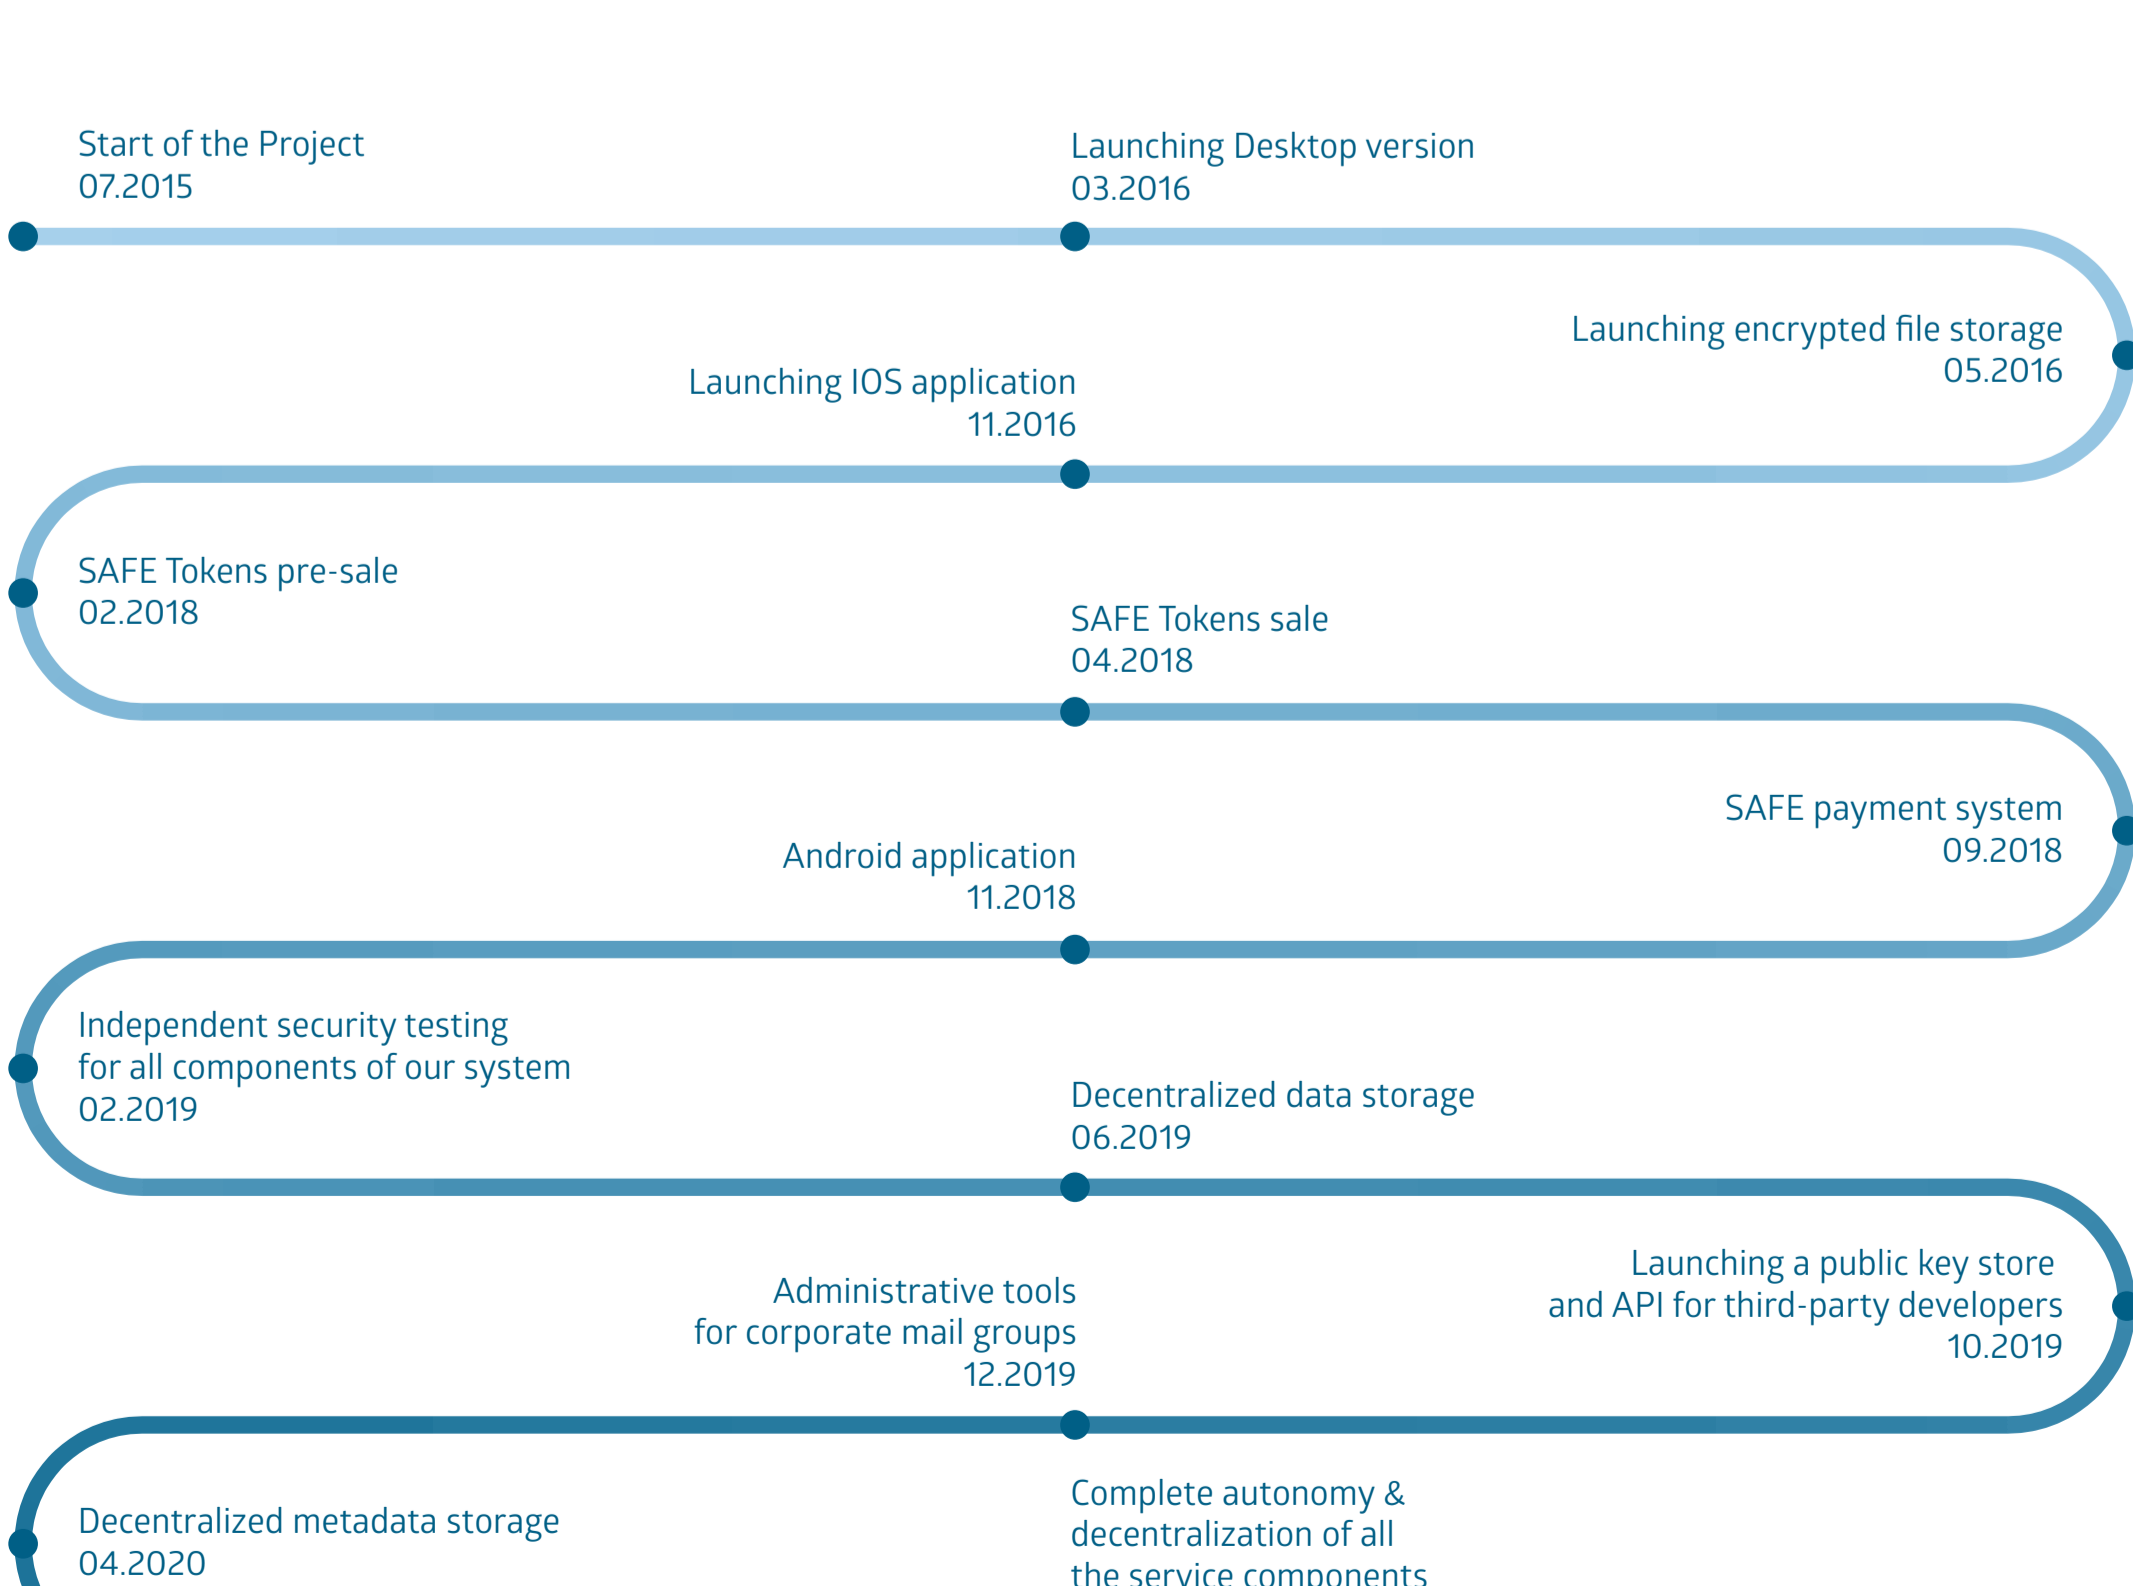 Start of the Project
07.2015
Launching Desktop version
03.2016
Launching encrypted file storage
05.2016
Launching IOS application
11.2016
SAFE Tokens pre-sale
02.2018
SAFE Tokens sale
04.2018
SAFE payment system
09.2018
Android application
11.2018
Independent security testing
for all components of our system
02.2019
Decentralized data storage
06.2019
Launching a public key store
and API for third-party developers
10.2019
Administrative tools
for corporate mail groups
12.2019
Decentralized metadata storage
04.2020
Complete autonomy &
decentralization of all
the service components